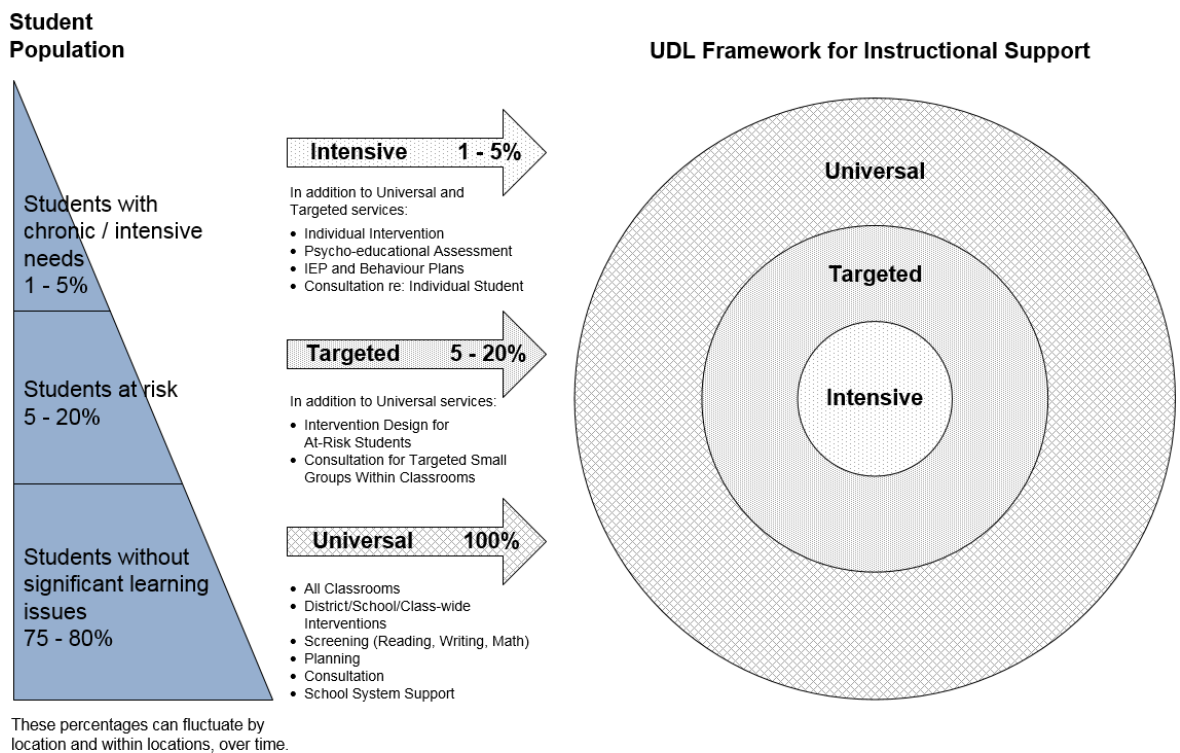 Student
Population
UDL Framework for Instructional Support
Students with
chronic / intensive
needs
1 - 5%
Students at risk
5 - 20%
Students without
significant learning
issues
75 - 80%
These percentages can fluctuate by
location and within locations, over time.
Intensive 1 - 5%
In addition to Universal and
Targeted services:
• Individual Intervention
• Psycho-educational Assessment
• IEP and Behaviour Plans
• Consultation re: Individual Student
Targeted 5 - 20%
In addition to Universal services:
• Intervention Design for
At-Risk Students
• Consultation for Targeted Small
Groups Within Classrooms
Universal 100%
• All Classrooms
• District/School/Class-wide
Interventions
• Screening (Reading, Writing, Math)
• Planning
• Consultation
• School System Support
Universal
Targeted
Intensive